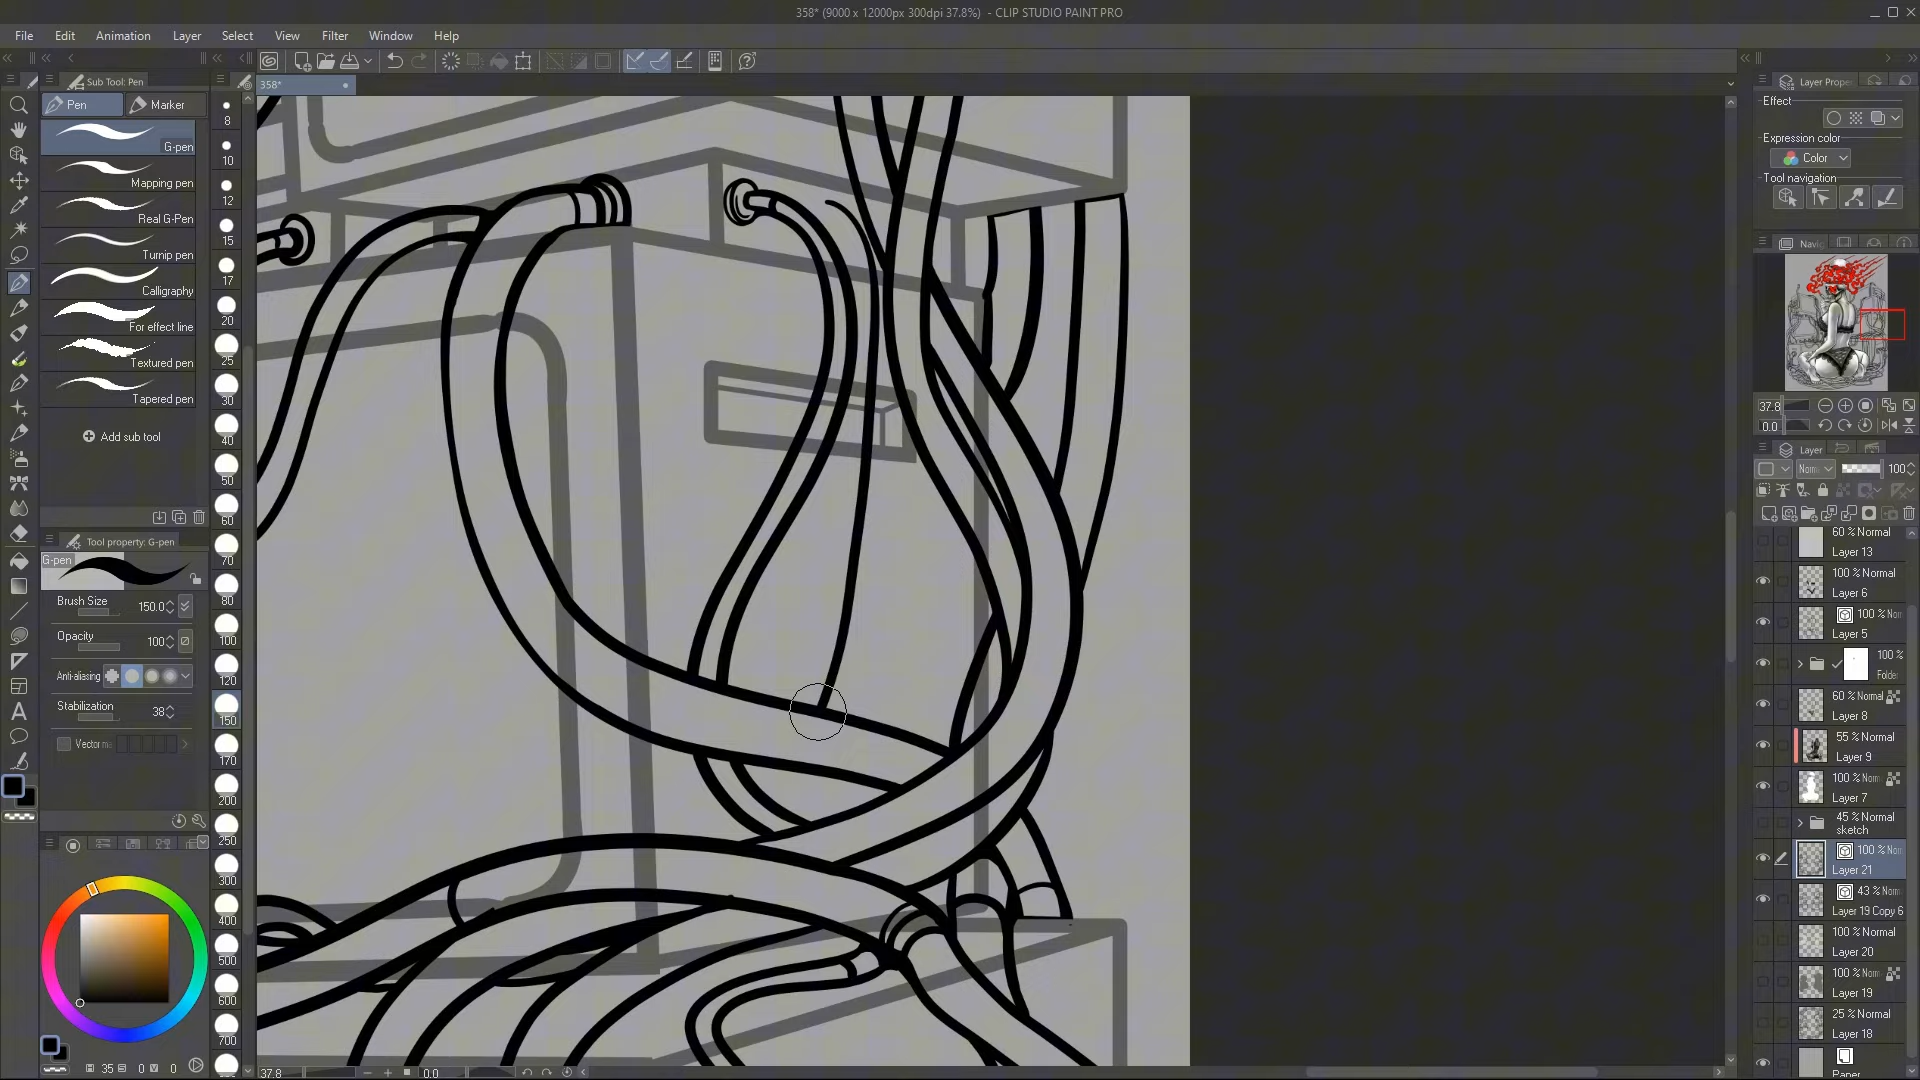 358* (9000 x 12000px 300dpi 37.8%) - CLIP STUDIO PAINT PRO
File Edit Animation Layer Select View Filter Window Help
Sub Tool: Pen
358*
Pen Marker
G-pen
Mapping pen
Real G-Pen
Turnip pen
Calligraphy
For effect line
Textured pen
Tapered pen
Add sub tool
Tool property: G-pen
G-pen
Brush Size 150.0
Opacity 100
Anti-aliasing
Stabilization 38
8
10
12
15
17
20
25
30
40
50
60
70
80
100
120
150
170
200
250
300
400
500
600
700
35 0 0
37.8 0.0
Effect
Expression color
Color
Tool navigation
37.8
0.0
Layer
100
60 % Normal
Layer 13
100 % Normal
Layer 6
Layer 5
100 %
60 % Normal
Layer 8
55 % Normal
Layer 9
Layer 7
45 % Normal
sketch
Layer 21
Layer 19 Copy 6
100 % Normal
Layer 20
Layer 19
25 % Normal
Layer 18
Paper